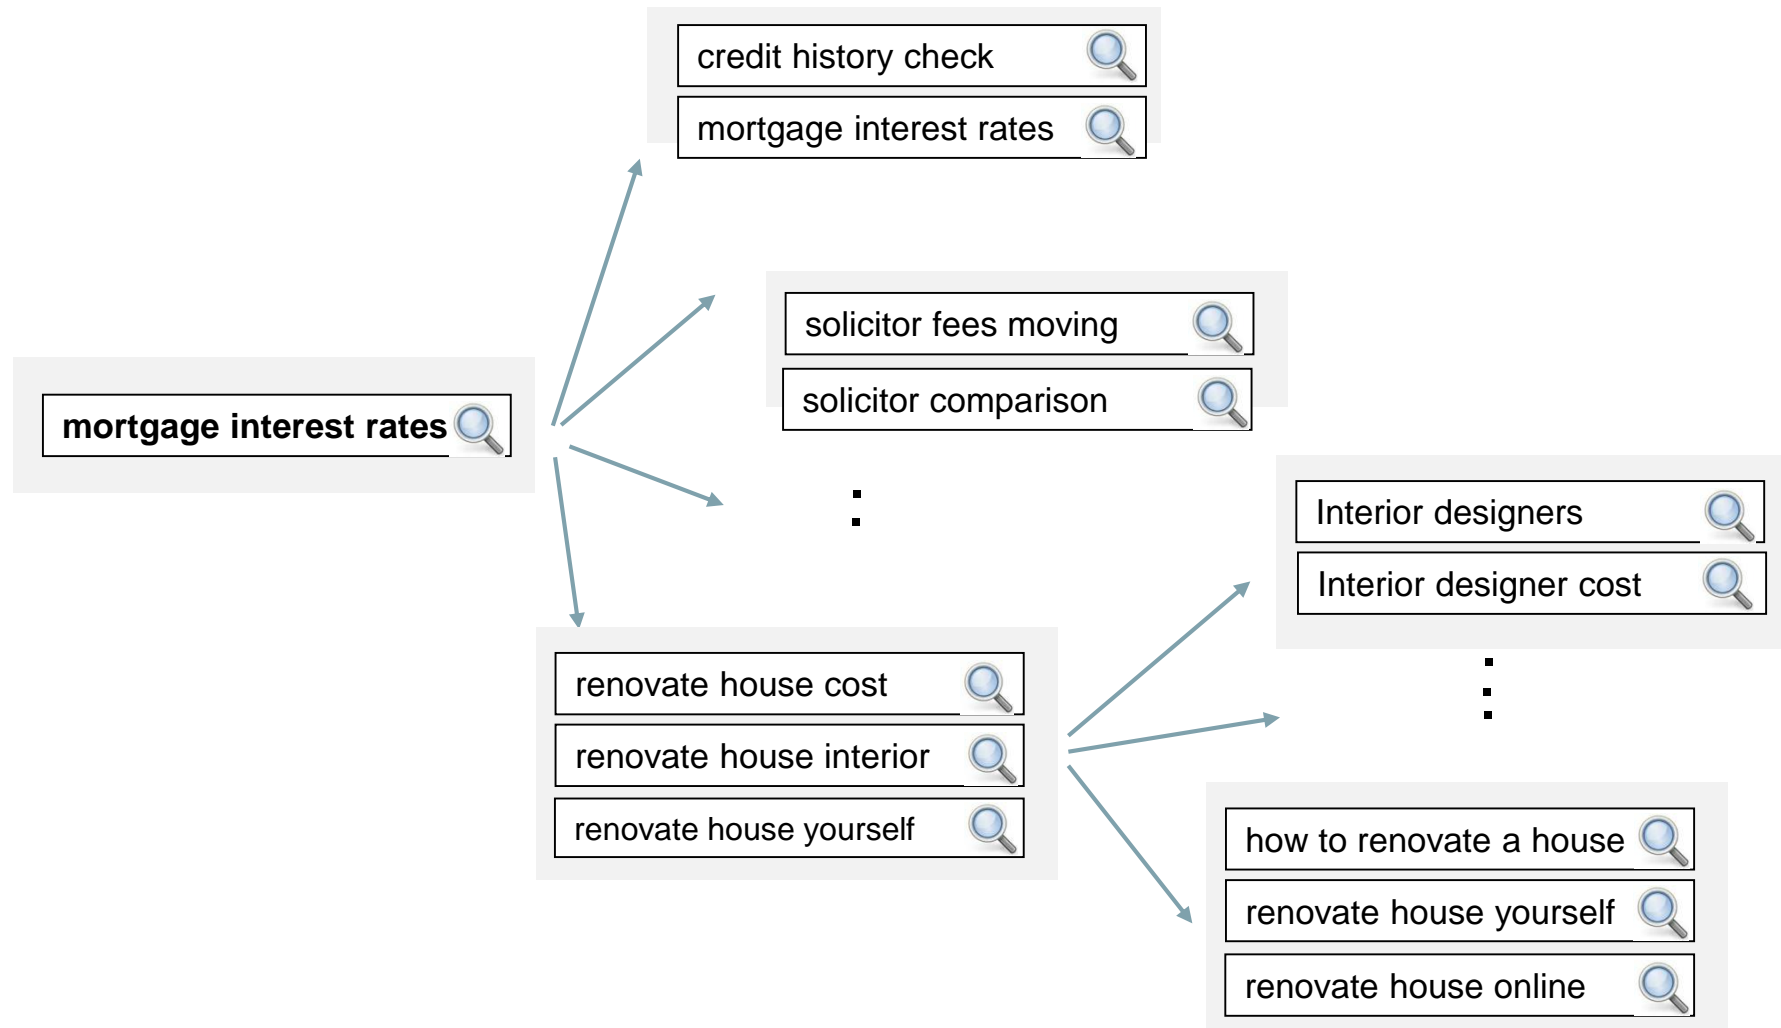 credit history check
mortgage interest rates
solicitor fees moving
solicitor comparison
mortgage interest rates
Interior designers
Interior designer cost
renovate house cost
renovate house interior
renovate house yourself
how to renovate a house
renovate house yourself
renovate house online